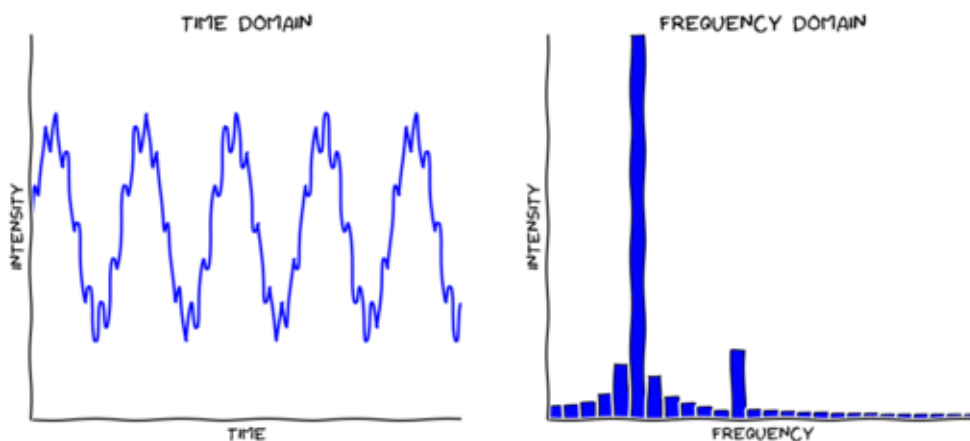 TIME DOMAIN
INTENSITY
TIME
FREQUENCY DOMAIN
INTENSITY
FREQUENCY